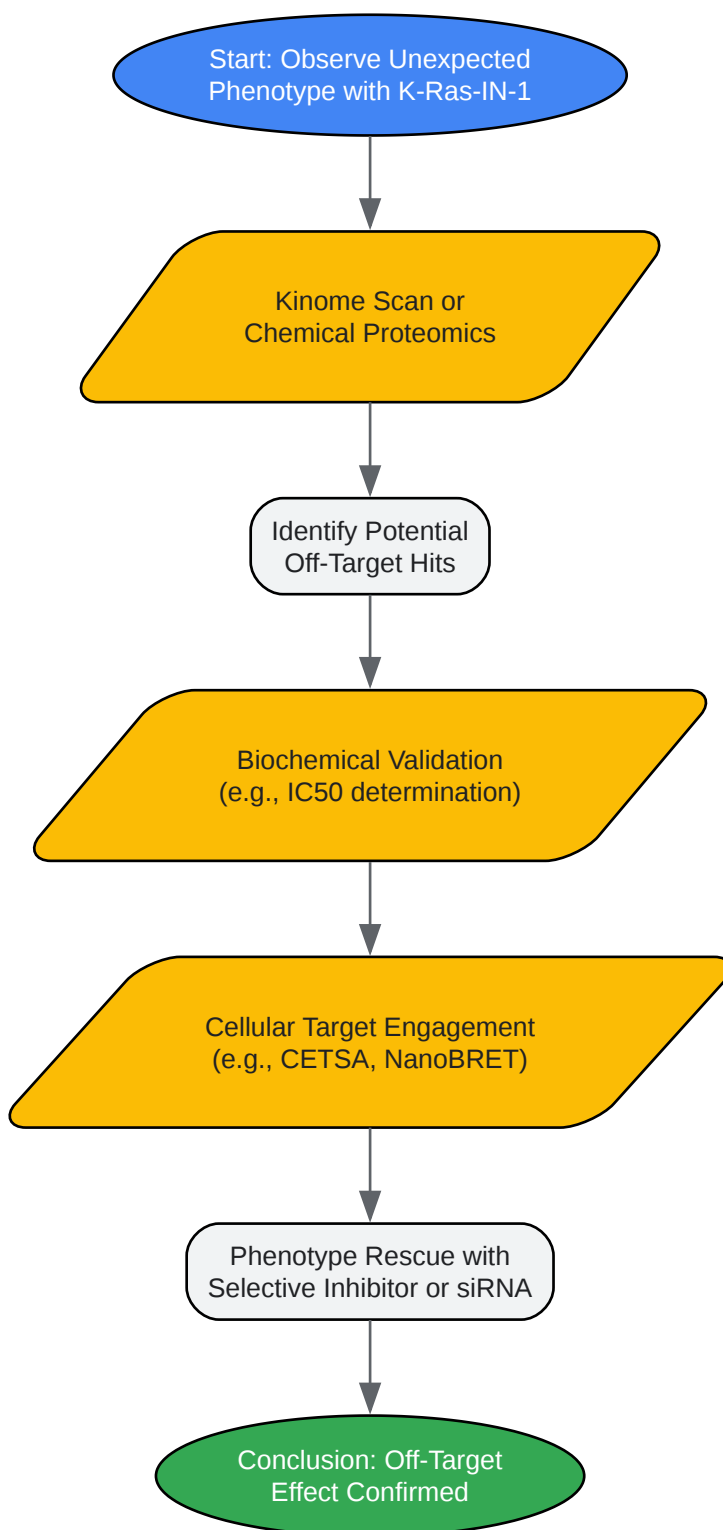 Start: Observe Unexpected
Phenotype with K-Ras-IN-1
Kinome Scan or
Chemical Proteomics
Identify Potential
Off-Target Hits
Biochemical Validation
(e.g., IC50 determination)
Cellular Target Engagement
(e.g., CETSA, NanoBRET)
Phenotype Rescue with
Selective Inhibitor or siRNA
Conclusion: Off-Target
Effect Confirmed